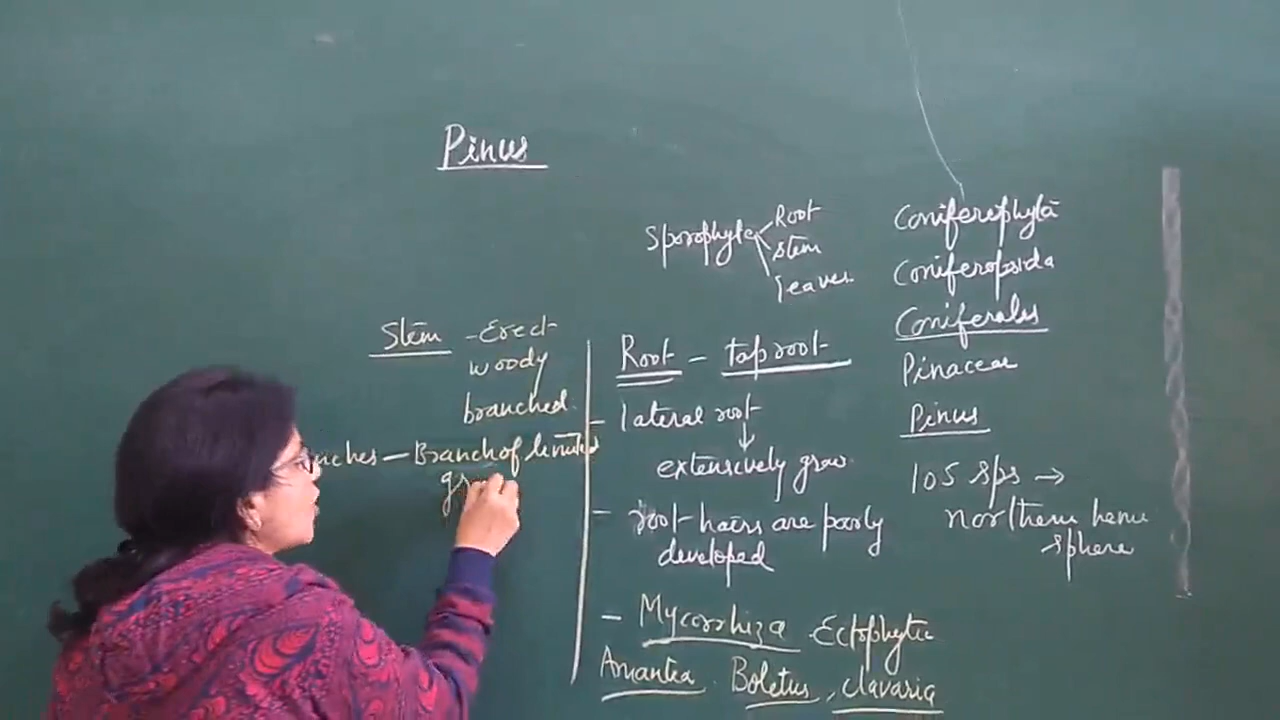 Pinus
Sporophyte
Root
stem
leaves
Coniferophyta
Coniferopsida
Coniferales
Pinaceae
Pinus
105 sps →
northern hemi
sphere
Root - tap root
- lateral root
↓
extensively grow
- root hairs are poorly
developed
- Mycorrhiza . Ectophytic
Amanita . Boletus , Clavaria
Stem - Erect
woody
branched.
nches - Branch of limited
gr